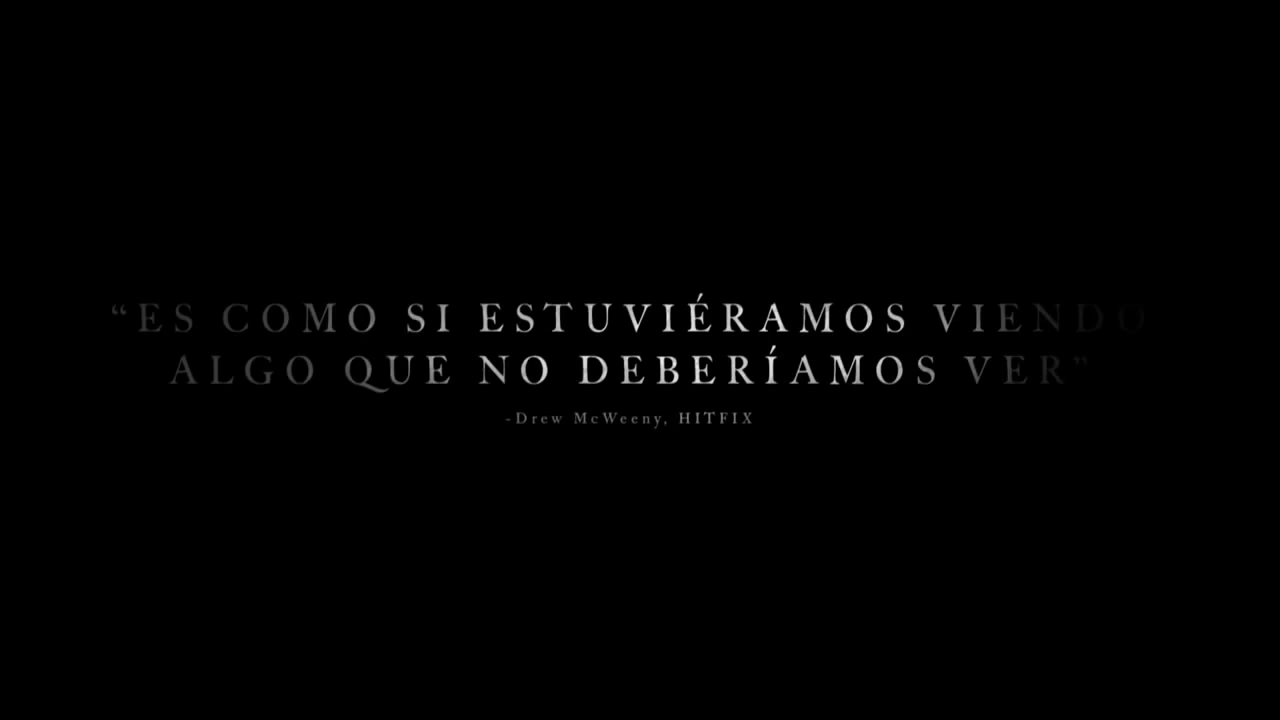 “ES COMO SI ESTUVIÉRAMOS VIENDO
ALGO QUE NO DEBERÍAMOS VER”
-Drew McWeeny, HITFIX